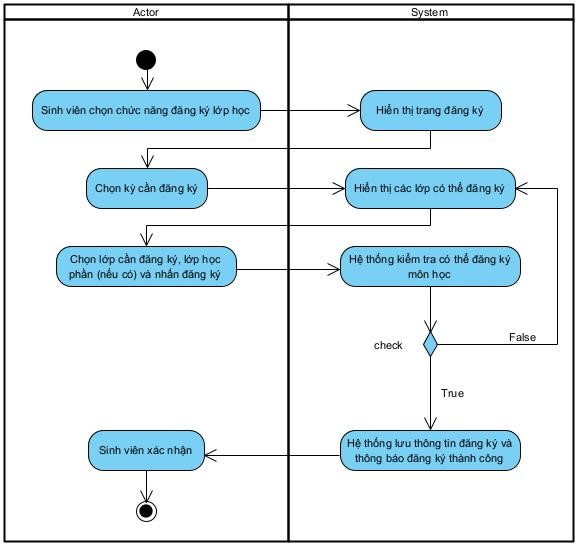 Actor
System
Sinh viên chọn chức năng đăng ký lớp học
Hiển thị trang đăng ký
Chọn kỳ cần đăng ký
Hiển thị các lớp có thể đăng ký
Chọn lớp cần đăng ký, lớp học
phần (nếu có) và nhấn đăng ký
Hệ thống kiểm tra có thể đăng ký
môn học
check
False
True
Hệ thống lưu thông tin đăng ký và
thông báo đăng ký thành công
Sinh viên xác nhận